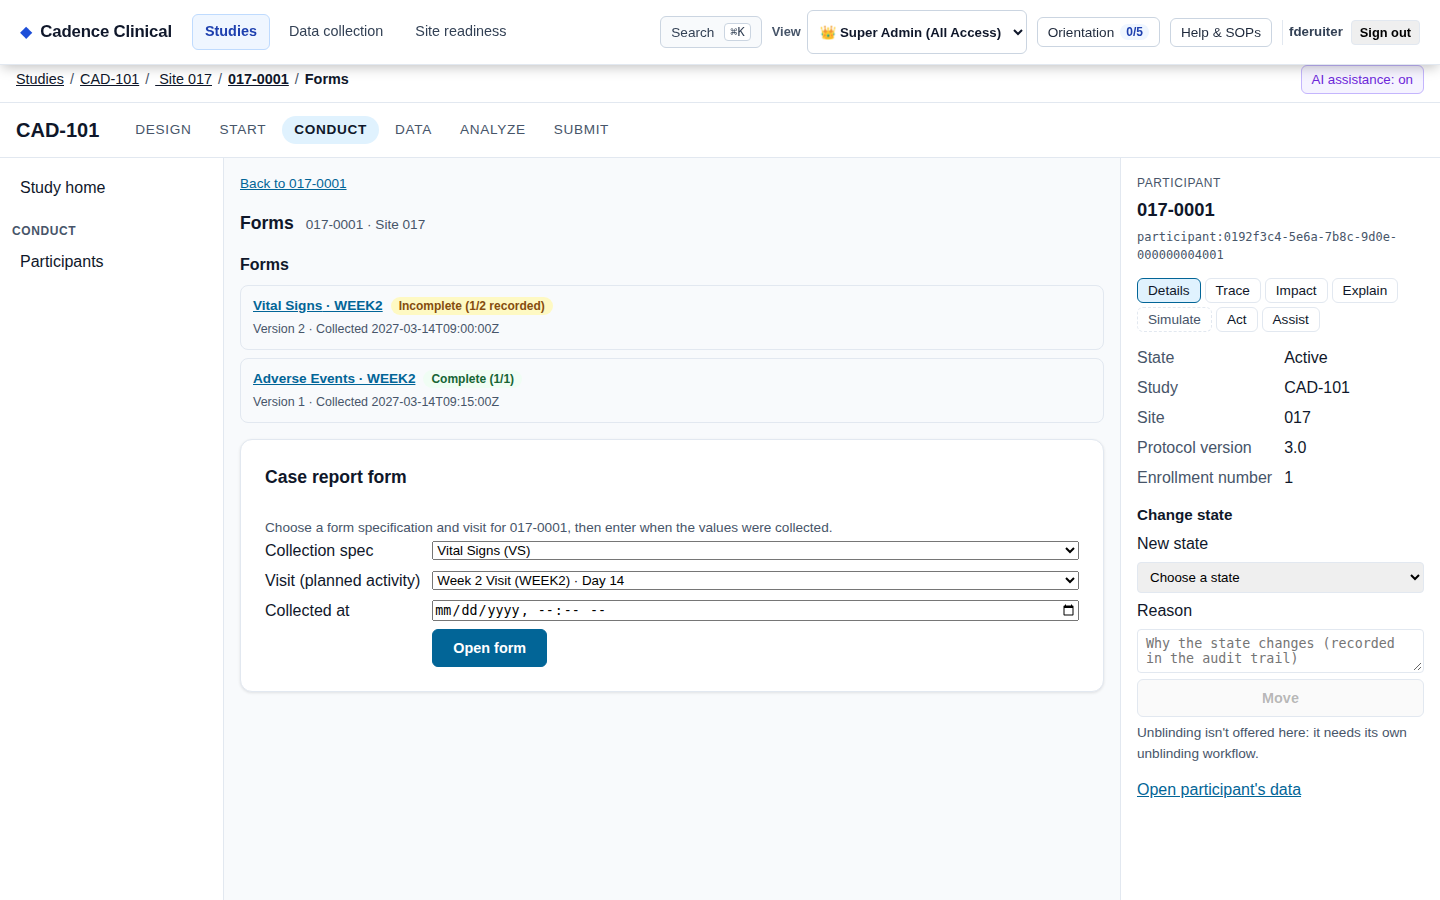 ◆ Cadence Clinical
Studies
Data collection
Site readiness
Search ⌘K
View
👑 Super Admin (All Access)
Orientation 0/5
Help & SOPs
fderuiter
Sign out
Studies / CAD-101 / Site 017 / 017-0001 / Forms
AI assistance: on
CAD-101
DESIGN
START
CONDUCT
DATA
ANALYZE
SUBMIT
Study home
CONDUCT
Participants
Back to 017-0001
Forms 017-0001 · Site 017
Forms
Vital Signs · WEEK2 Incomplete (1/2 recorded)
Version 2 · Collected 2027-03-14T09:00:00Z
Adverse Events · WEEK2 Complete (1/1)
Version 1 · Collected 2027-03-14T09:15:00Z
Case report form
Choose a form specification and visit for 017-0001, then enter when the values were collected.
Collection spec Vital Signs (VS)
Visit (planned activity) Week 2 Visit (WEEK2) · Day 14
Collected at mm/dd/yyyy, --:-- --
Open form
PARTICIPANT
017-0001
participant:0192f3c4-5e6a-7b8c-9d0e-
000000004001
Details Trace Impact Explain
Simulate Act Assist
State Active
Study CAD-101
Site 017
Protocol version 3.0
Enrollment number 1
Change state
New state
Choose a state
Reason
Why the state changes (recorded
in the audit trail)
Move
Unblinding isn't offered here: it needs its own
unblinding workflow.
Open participant's data